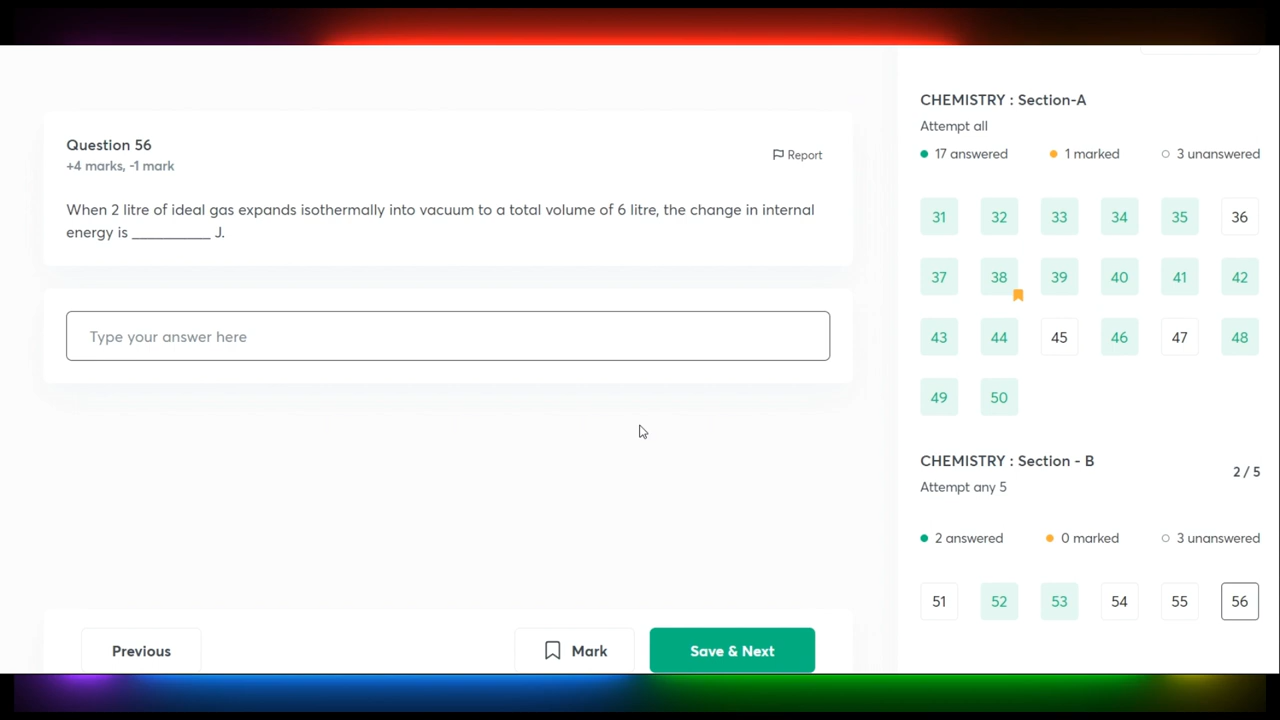 Question 56
+4 marks, -1 mark
Report
When 2 litre of ideal gas expands isothermally into vacuum to a total volume of 6 litre, the change in internal
energy is __________ J.
Type your answer here
Previous
Mark
Save & Next
CHEMISTRY : Section-A
Attempt all
17 answered 1 marked 3 unanswered
31 32 33 34 35 36
37 38 39 40 41 42
43 44 45 46 47 48
49 50
CHEMISTRY : Section - B
2 / 5
Attempt any 5
2 answered 0 marked 3 unanswered
51 52 53 54 55 56